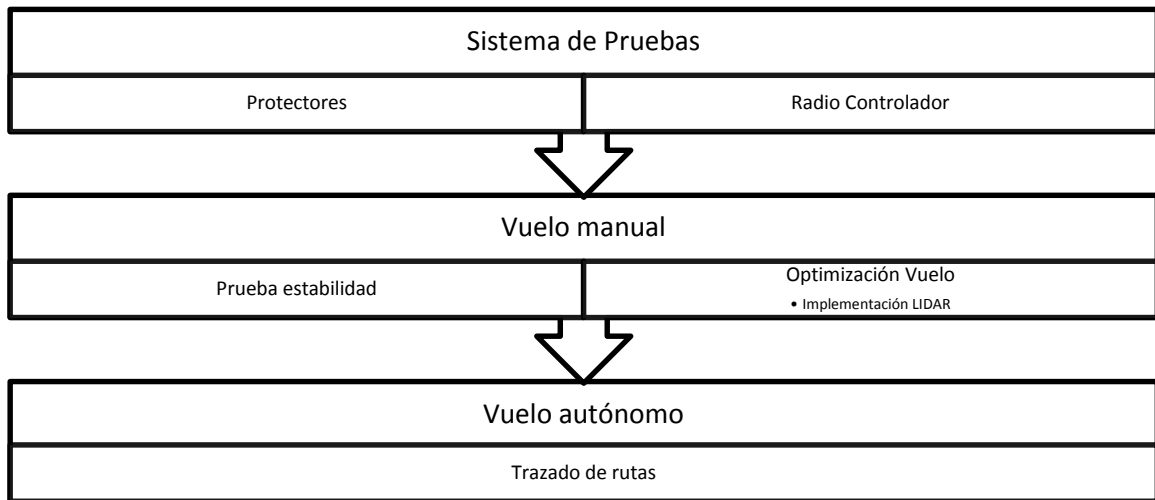 Sistema de Pruebas
Protectores
Radio Controlador
Vuelo manual
Prueba estabilidad
Optimización Vuelo
• Implementación LIDAR
Vuelo autónomo
Trazado de rutas